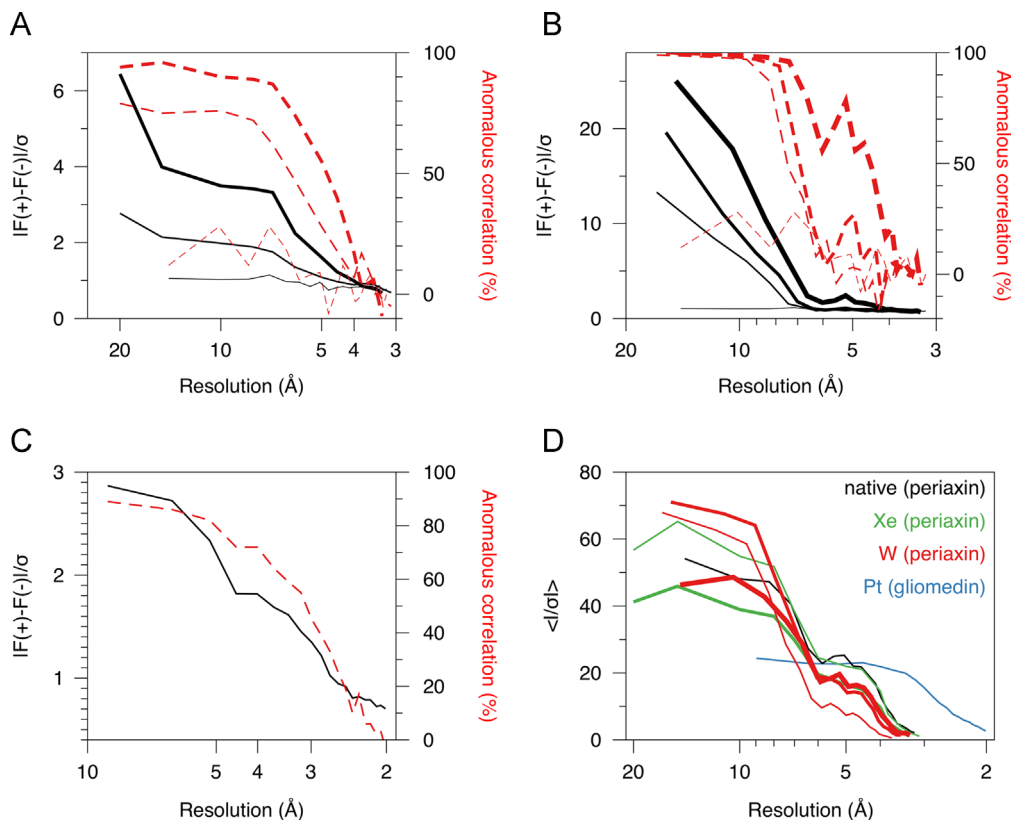 A
|F(+)-F(-)|/σ
6
4
2
0
100
50
0
Anomalous correlation (%)
20
10
5
4
3
Resolution (Å)
B
|F(+)-F(-)|/σ
20
10
0
100
50
0
Anomalous correlation (%)
20
10
5
3
Resolution (Å)
C
|F(+)-F(-)|/σ
3
2
1
100
80
60
40
20
0
Anomalous correlation (%)
10
5
4
3
2
Resolution (Å)
D
<I/σI>
80
60
40
20
0
native (periaxin)
Xe (periaxin)
W (periaxin)
Pt (gliomedin)
20
10
5
2
Resolution (Å)